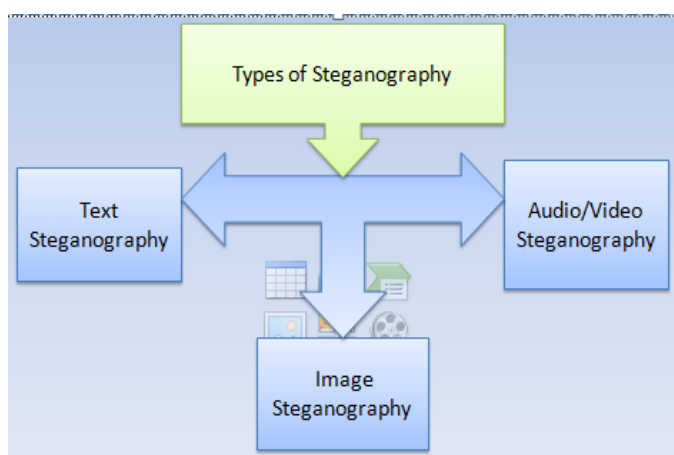 Types of Steganography
Text
Steganography
Audio/Video
Steganography
Image
Steganography